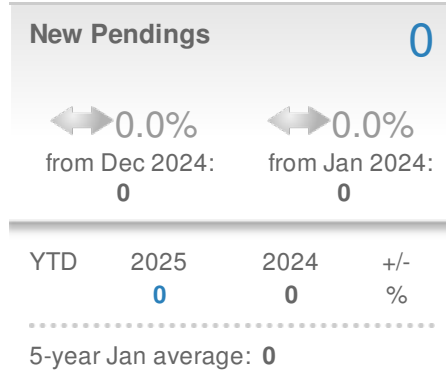 New Pendings 0
0.0% 0.0%
from Dec 2024: from Jan 2024:
0 0
YTD 2025 2024 +/-
0 0 %
5-year Jan average: 0